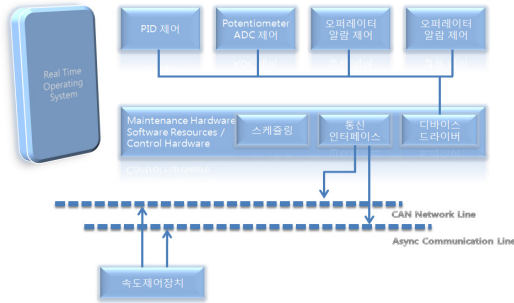 Real Time
Operating
System
PID 제어
Potentiometer
ADC 제어
오퍼레이터
알람 제어
오퍼레이터
알람 제어
Maintenance Hardware
Software Resources /
Control Hardware
스케쥴링
통신
인터페이스
디바이스
드라이버
CAN Network Line
Async Communication Line
속도제어장치